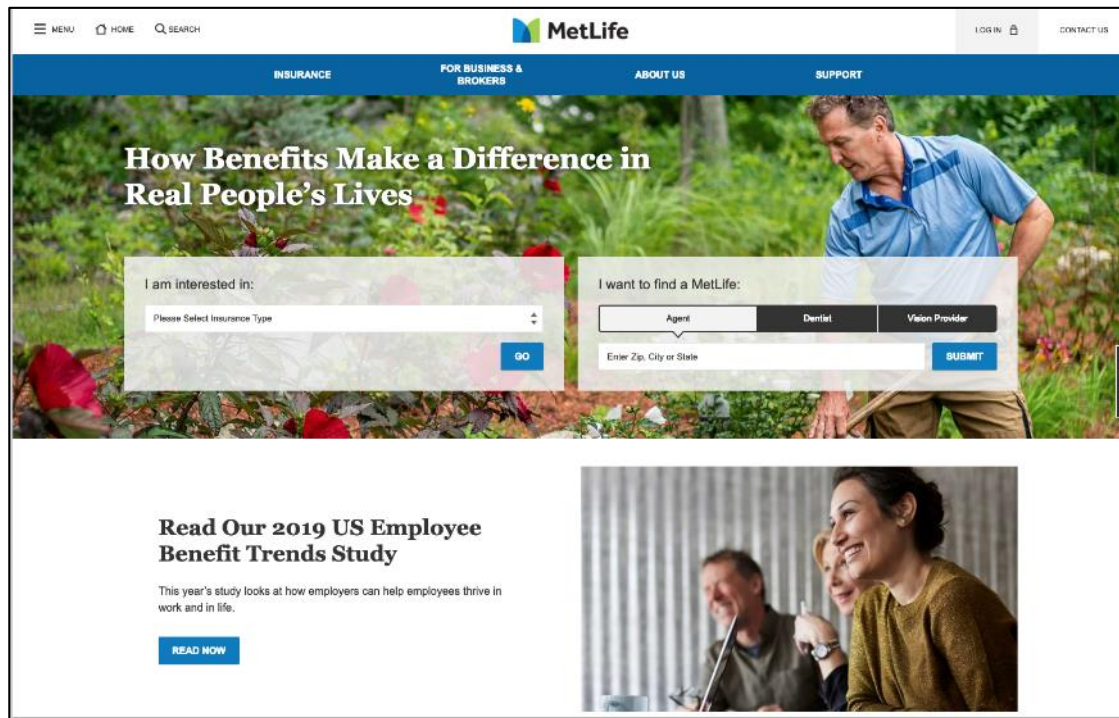 MENU
HOME
SEARCH
MetLife
LOG IN
CONTACT US
INSURANCE
FOR BUSINESS &
BROKERS
ABOUT US
SUPPORT
How Benefits Make a Difference in
Real People's Lives
I am interested in:
Please Select Insurance Type
GO
I want to find a MetLife:
Agent
Dentist
Vision Provider
Enter Zip, City or State
SUBMIT
Read Our 2019 US Employee
Benefit Trends Study
This year's study looks at how employers can help employees thrive in
work and in life.
READ NOW